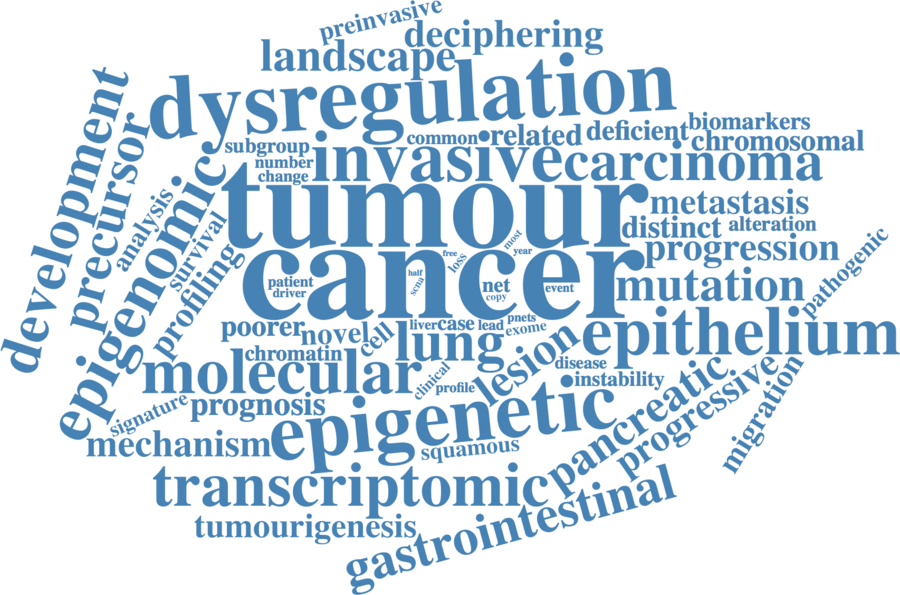 preinvasive
deciphering
landscape
dysregulation
development
precursor
biomarkers
common
related
deficient
chromosomal
subgroup
number
change
invasive
carcinoma
tumour
metastasis
distinct
alteration
epigenomic
analysis
survival
profiling
progression
pathogenic
cancer
most
year
free
loss
half
scna
patient
driver
net
copy
event
mutation
poorer
novel
cell
liver
case
lead
pnets
exome
epithelium
chromatin
lung
lesion
disease
molecular
clinical
profile
instability
signature
prognosis
epigenetic
pancreatic
progressive
migration
mechanism
squamous
transcriptomic
gastrointestinal
tumourigenesis